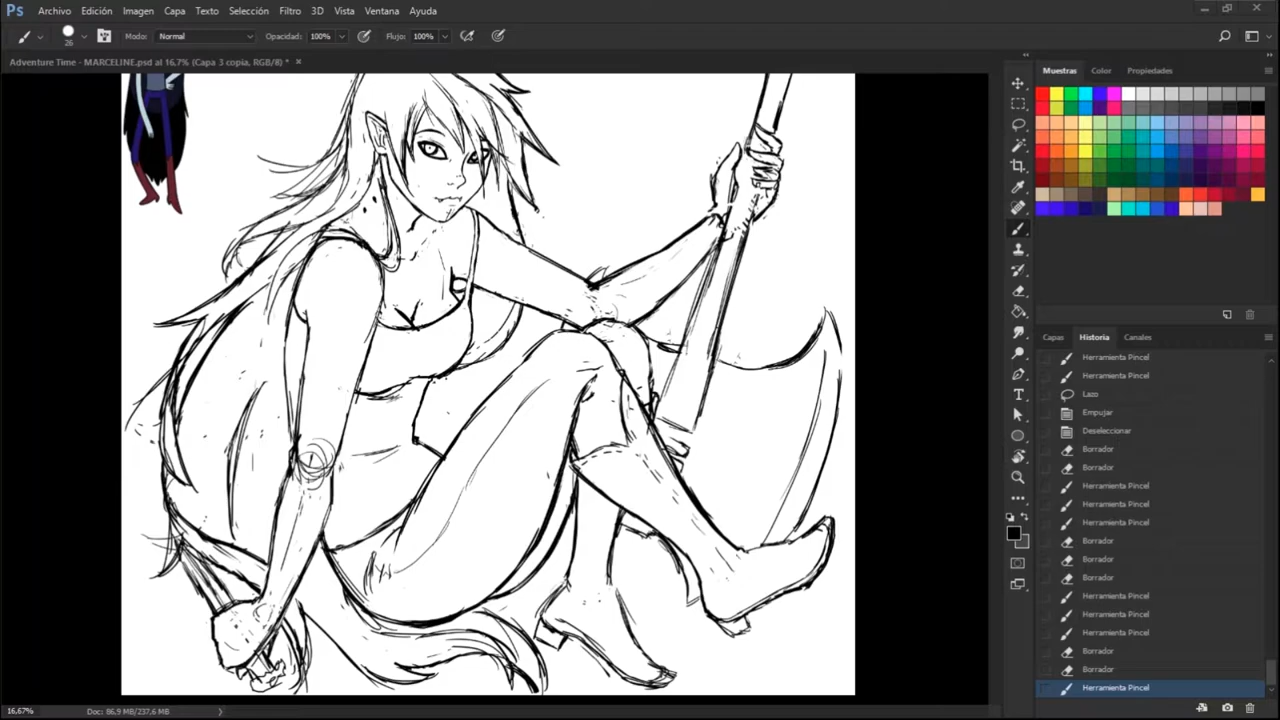 Ps Archivo Edición Imagen Capa Texto Selección Filtro 3D Vista Ventana Ayuda
26 Modo: Normal Opacidad: 100% Flujo: 100%
Adventure Time - MARCELINE.psd al 16,7% (Capa 3 copia, RGB/8) * ×
Muestras Color Propiedades
Capas Historia Canales
Herramienta Pincel
Herramienta Pincel
Lazo
Empujar
Deseleccionar
Borrador
Borrador
Herramienta Pincel
Herramienta Pincel
Herramienta Pincel
Borrador
Borrador
Borrador
Herramienta Pincel
Herramienta Pincel
Herramienta Pincel
Borrador
Borrador
Herramienta Pincel
16,67% Doc: 86,9 MB/237,6 MB